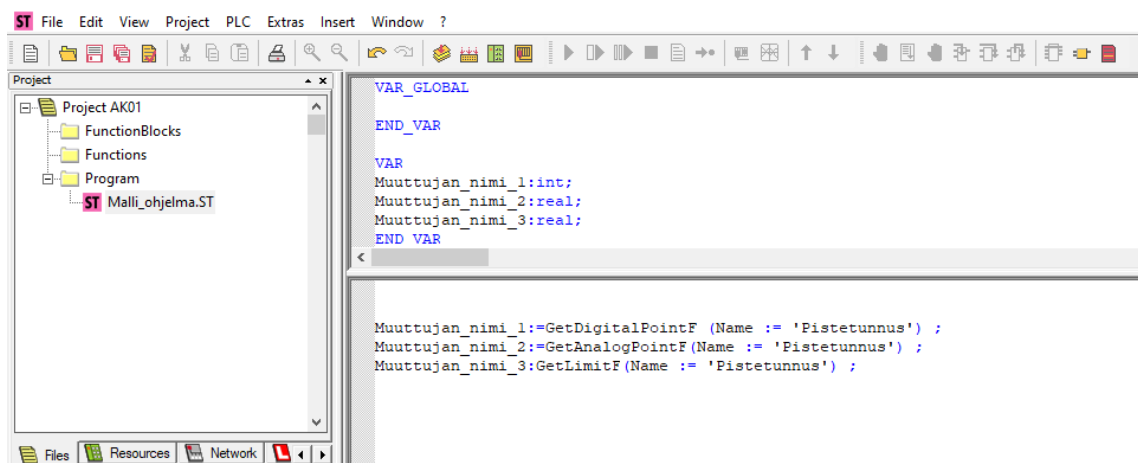 ST File Edit View Project PLC Extras Insert Window ?
Project
Project AK01
FunctionBlocks
Functions
Program
ST Malli_ohjelma.ST
Files Resources Network L
VAR_GLOBAL
END_VAR
VAR
Muuttujan_nimi_1:int;
Muuttujan_nimi_2:real;
Muuttujan_nimi_3:real;
END_VAR
Muuttujan_nimi_1:=GetDigitalPointF (Name := 'Pistetunnus') ;
Muuttujan_nimi_2:=GetAnalogPointF(Name := 'Pistetunnus') ;
Muuttujan_nimi_3:GetLimitF(Name := 'Pistetunnus') ;